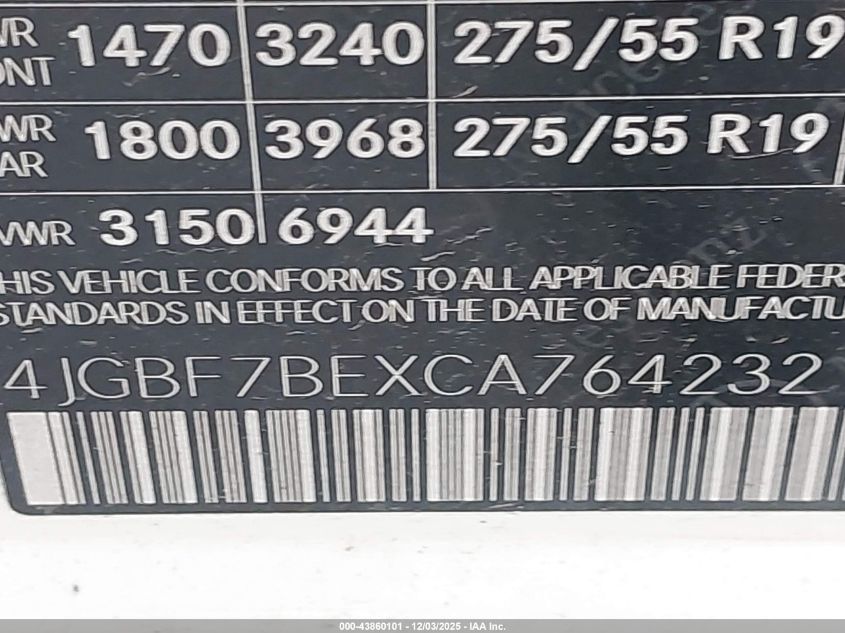 WR 1470 3240 275/55 R19
ONT
WR 1800 3968 275/55 R19
AR
VWR 3150 6944
HIS VEHICLE CONFORMS TO ALL APPLICABLE FEDER
STANDARDS IN EFFECT ON THE DATE OF MANUFACTU
4JGBF7BEXCA764232
000-43860101 - 12/03/2025 - IAA Inc.